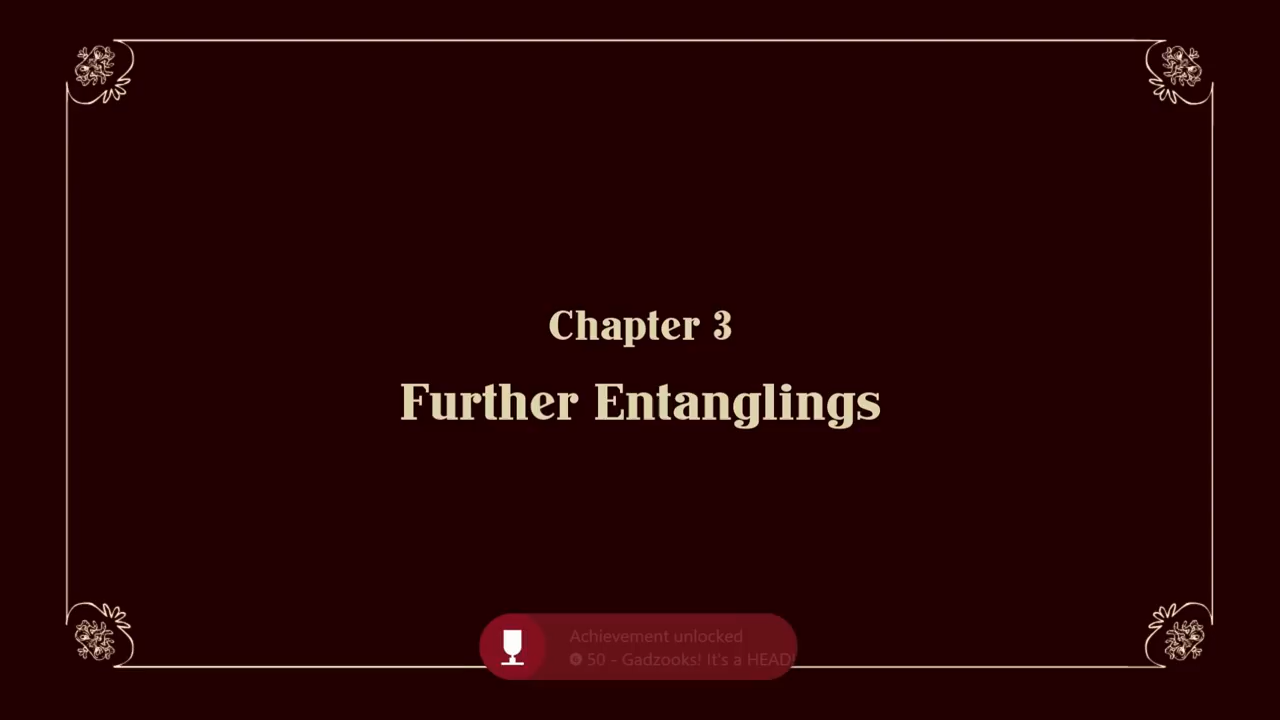 Chapter 3
Further Entanglings
Achievement unlocked
G 50 - Gadzooks! It's a HEAD!